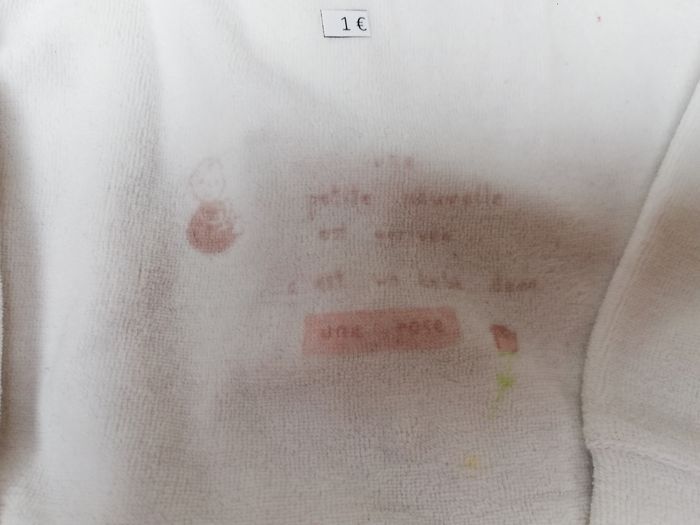 1 €
une
petite nouvelle
est arrivée
c est un bébé dans
une rose